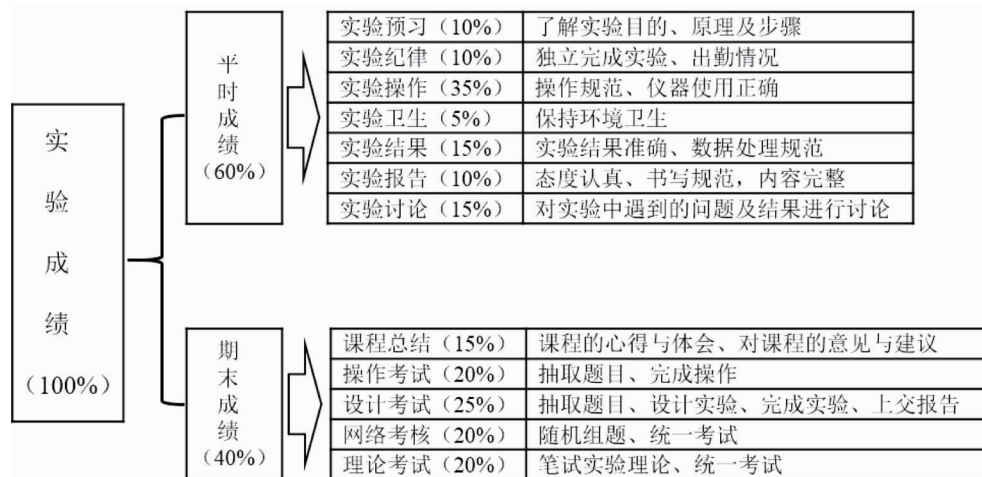 实验成绩
（100%）
平时成绩
（60%）
实验预习（10%） 了解实验目的、原理及步骤
实验纪律（10%） 独立完成实验、出勤情况
实验操作（35%） 操作规范、仪器使用正确
实验卫生（5%） 保持环境卫生
实验结果（15%） 实验结果准确、数据处理规范
实验报告（10%） 态度认真、书写规范，内容完整
实验讨论（15%） 对实验中遇到的问题及结果进行讨论
期末成绩
（40%）
课程总结（15%） 课程的心得与体会、对课程的意见与建议
操作考试（20%） 抽取题目、完成操作
设计考试（25%） 抽取题目、设计实验、完成实验、上交报告
网络考核（20%） 随机组题、统一考试
理论考试（20%） 笔试实验理论、统一考试